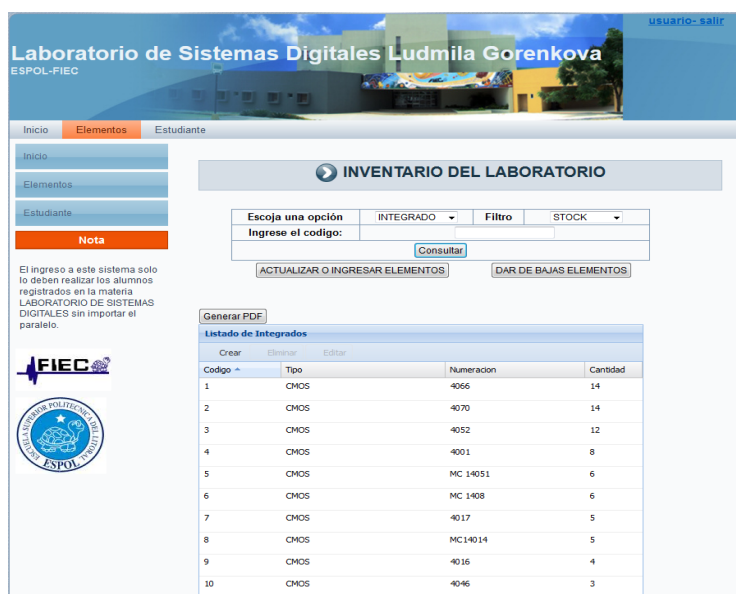 usuario- salir
Laboratorio de Sistemas Digitales Ludmila Gorenkova
ESPOL-FIEC
Inicio Elementos Estudiante
Inicio
Elementos
Estudiante
Nota
El ingreso a este sistema solo
lo deben realizar los alumnos
registrados en la materia
LABORATORIO DE SISTEMAS
DIGITALES sin importar el
paralelo.
FIEC
ESCUELA SUPERIOR POLITECNICA DEL LITORAL
ESPOL
INVENTARIO DEL LABORATORIO
Escoja una opción INTEGRADO Filtro STOCK
Ingrese el codigo:
Consultar
ACTUALIZAR O INGRESAR ELEMENTOS DAR DE BAJAS ELEMENTOS
Generar PDF
Listado de Integrados
Crear Eliminar Editar
Codigo Tipo Numeracion Cantidad
1 CMOS 4066 14
2 CMOS 4070 14
3 CMOS 4052 12
4 CMOS 4001 8
5 CMOS MC 14051 6
6 CMOS MC 1408 6
7 CMOS 4017 5
8 CMOS MC14014 5
9 CMOS 4016 4
10 CMOS 4046 3